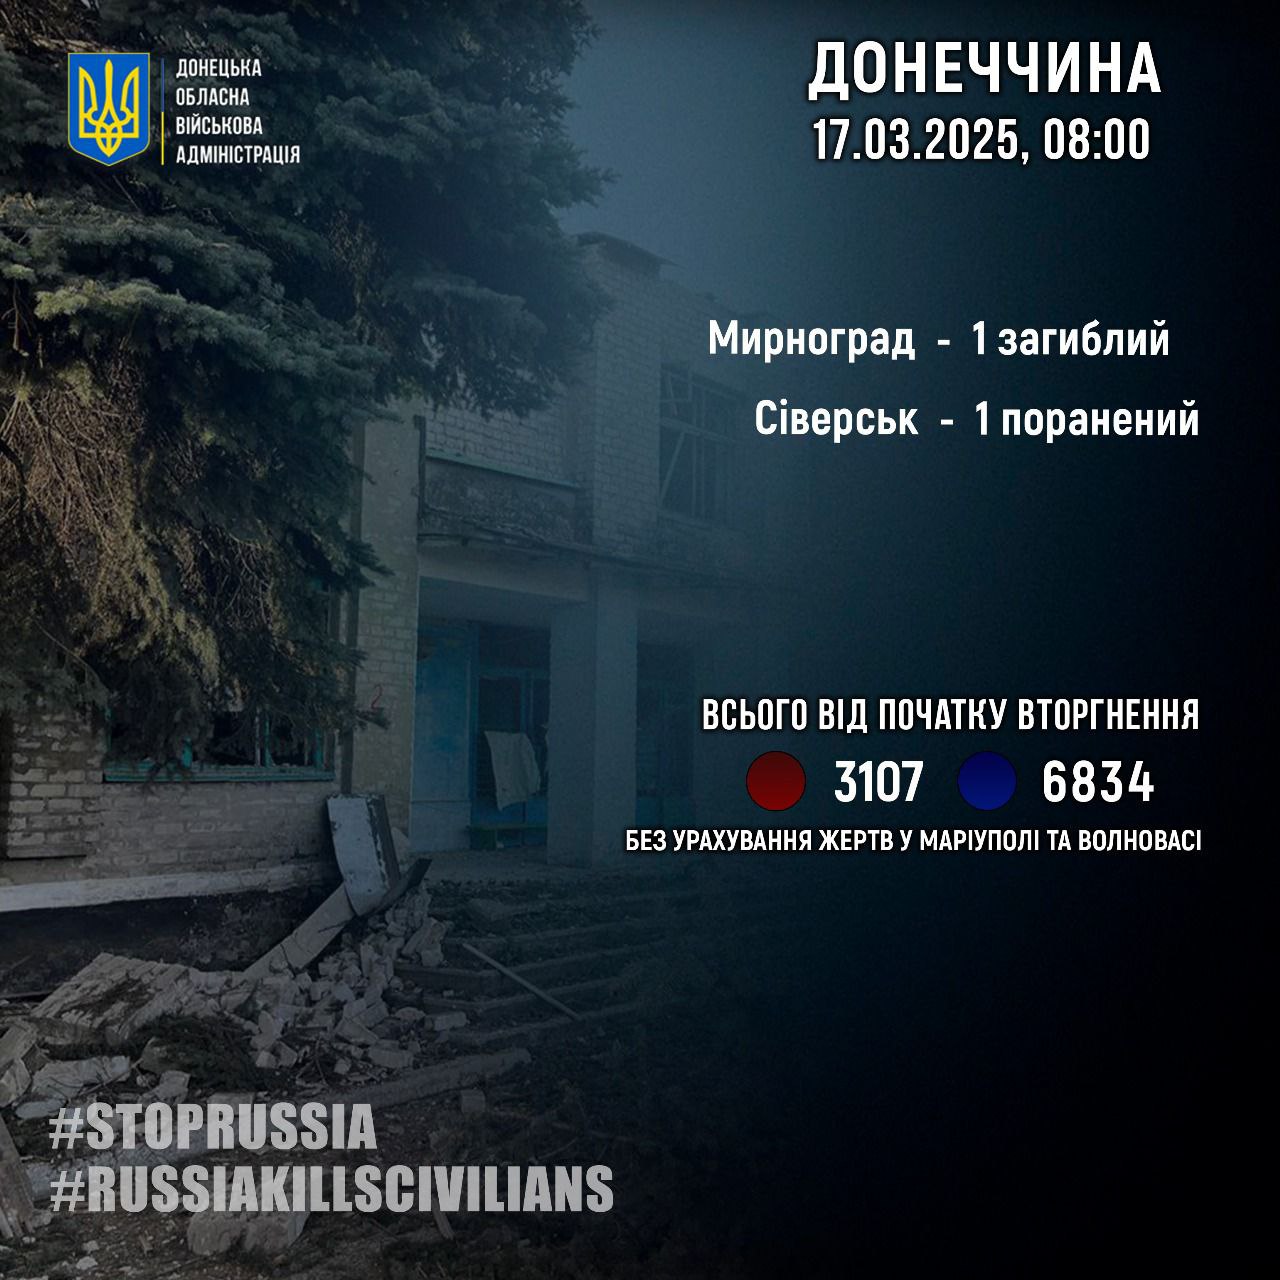 ДОНЕЦЬКА
ОБЛАСНА
ВІЙСЬКОВА
АДМІНІСТРАЦІЯ
ДОНЕЧЧИНА
17.03.2025, 08:00
Мирноград - 1 загиблий
Сіверськ - 1 поранений
ВСЬОГО ВІД ПОЧАТКУ ВТОРГНЕННЯ
3107 6834
БЕЗ УРАХУВАННЯ ЖЕРТВ У МАРІУПОЛІ ТА ВОЛНОВАСІ
#STOPRUSSIA
#RUSSIAKILLSCIVILIANS